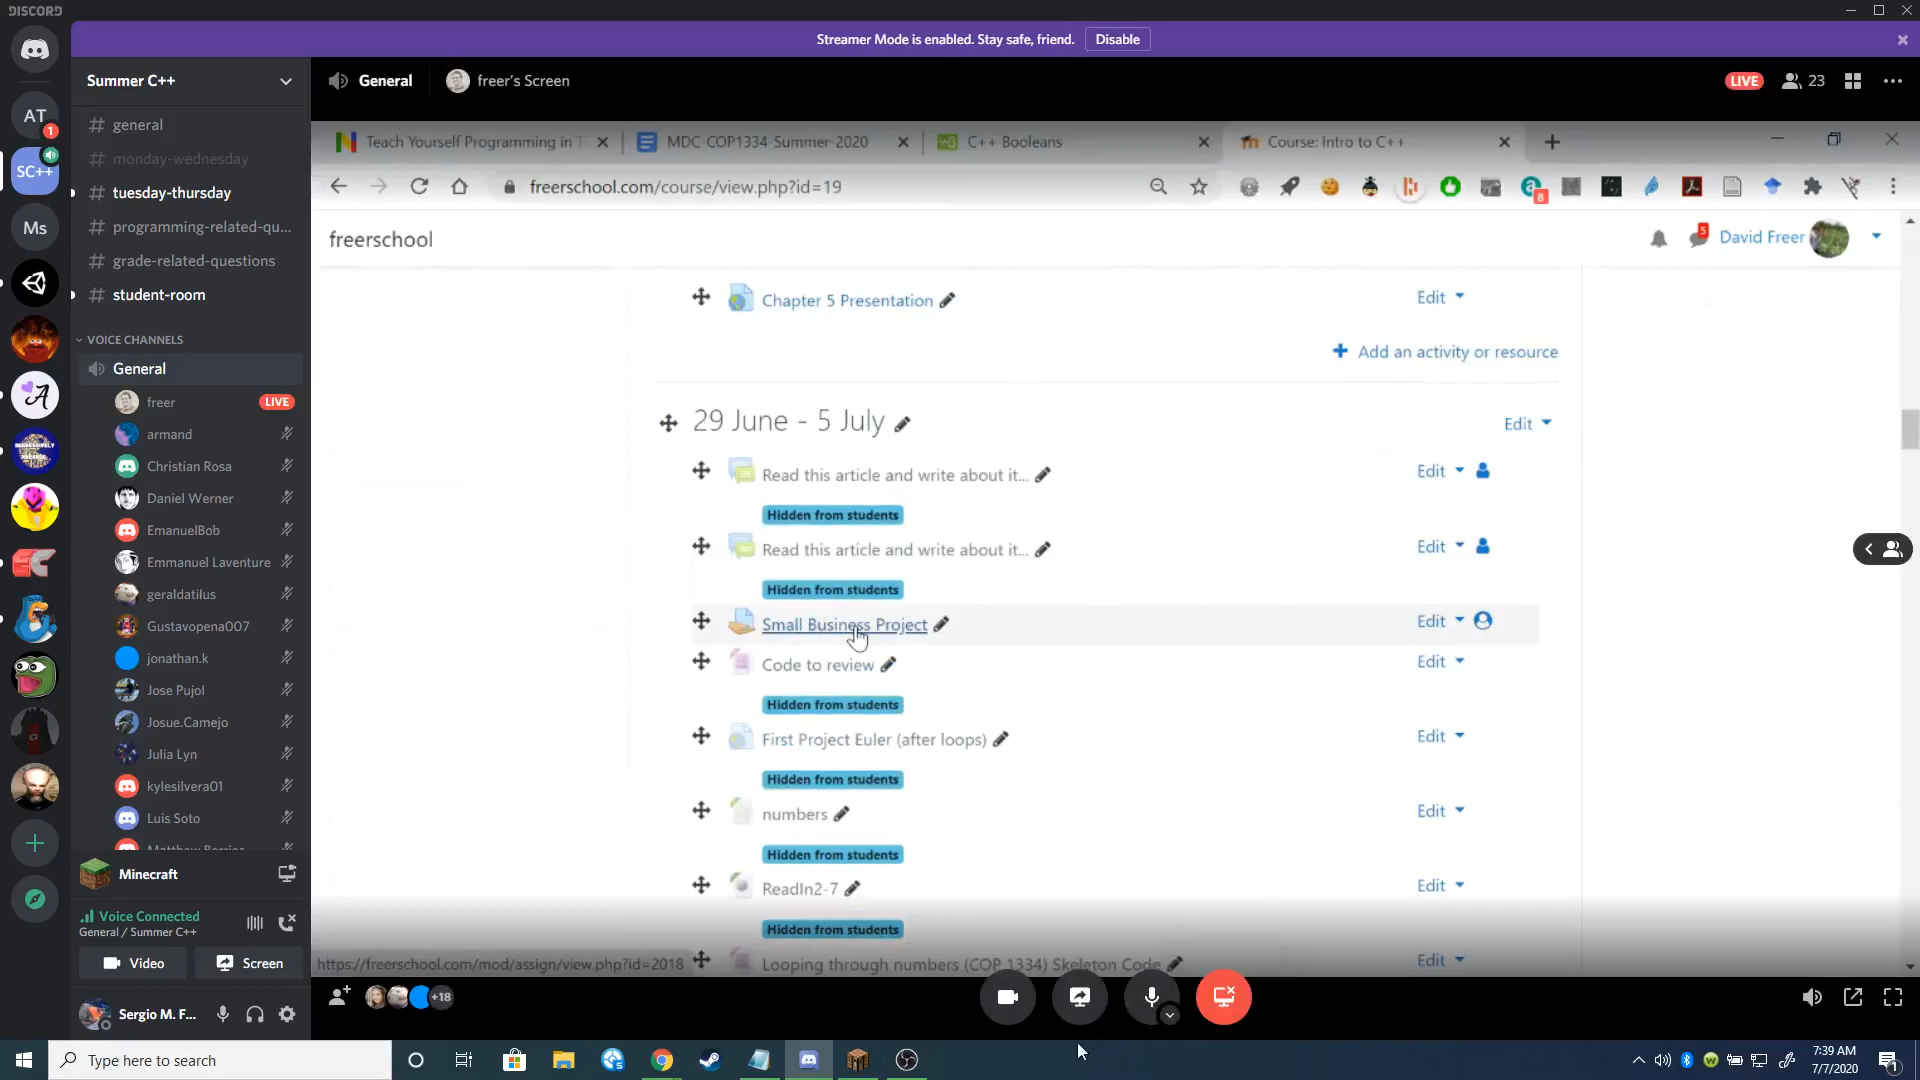 DISCORD
Streamer Mode is enabled. Stay safe, friend. Disable
Summer C++
General
freer's Screen
LIVE
23
AT
1
SC++
Ms
# general
# monday-wednesday
# tuesday-thursday
# programming-related-qu...
# grade-related-questions
# student-room
VOICE CHANNELS
General
freer LIVE
armand
Christian Rosa
Daniel Werner
EmanuelBob
Emmanuel Laventure
geraldatilus
Gustavopena007
jonathan.k
Jose Pujol
Josue.Camejo
Julia Lyn
kylesilvera01
Luis Soto
Minecraft
Voice Connected
General / Summer C++
Video
Screen
Sergio M. F...
Teach Yourself Programming in T
MDC-COP1334-Summer-2020
C++ Booleans
Course: Intro to C++
freerschool.com/course/view.php?id=19
8
freerschool
5
David Freer
Chapter 5 Presentation
Edit
Add an activity or resource
29 June - 5 July
Edit
Read this article and write about it...
Edit
Hidden from students
Read this article and write about it...
Edit
Hidden from students
Small Business Project
Edit
Code to review
Edit
Hidden from students
First Project Euler (after loops)
Edit
Hidden from students
numbers
Edit
Hidden from students
ReadIn2-7
Edit
Hidden from students
https://freerschool.com/mod/assign/view.php?id=2018
Looping through numbers (COP 1334) Skeleton Code
Edit
+18
Type here to search
7:39 AM
7/7/2020
1